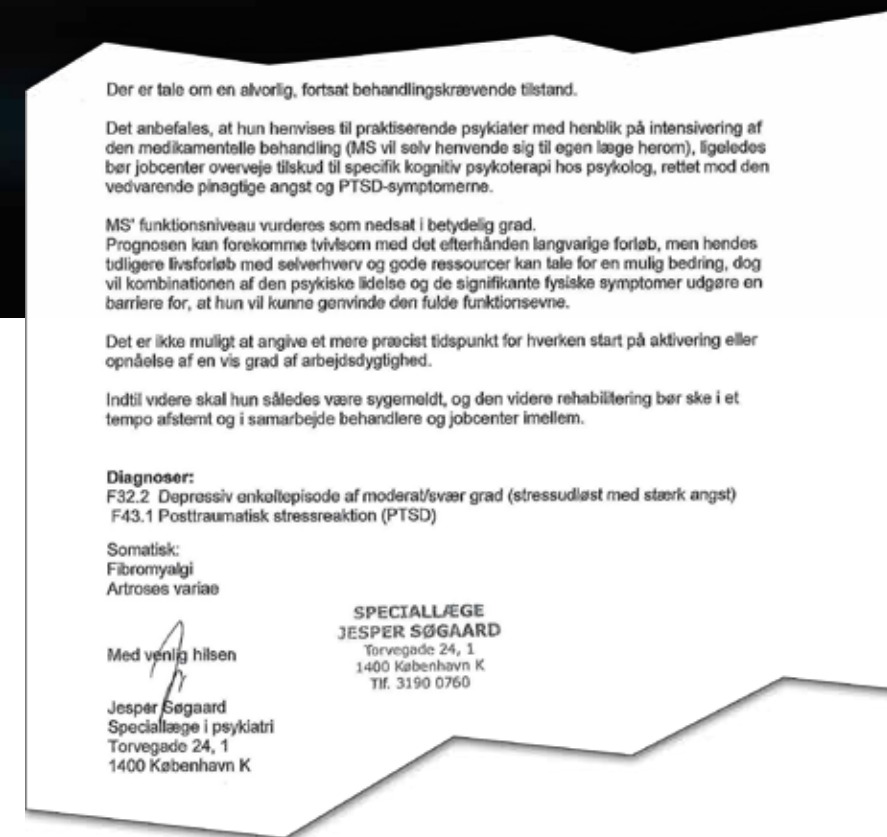 Der er tale om en alvorlig, fortsat behandlingskrævende tilstand.
Det anbefales, at hun henvises til praktiserende psykiater med henblik på intensivering af
den medikamentelle behandling (MS vil selv henvende sig til egen læge herom), ligeledes
bør jobcenter overveje tilskud til specifik kognitiv psykoterapi hos psykolog, rettet mod den
vedvarende pinagtige angst og PTSD-symptomerne.
MS' funktionsniveau vurderes som nedsat i betydelig grad.
Prognosen kan forekomme tvivlsom med det efterhånden langvarige forløb, men hendes
tidligere livsforløb med selverhverv og gode ressourcer kan tale for en mulig bedring, dog
vil kombinationen af den psykiske lidelse og de signifikante fysiske symptomer udgøre en
barriere for, at hun vil kunne genvinde den fulde funktionsevne.
Det er ikke muligt at angive et mere præcist tidspunkt for hverken start på aktivering eller
opnåelse af en vis grad af arbejdsdygtighed.
Indtil videre skal hun således være sygemeldt, og den videre rehabilitering bør ske i et
tempo afstemt og i samarbejde behandlere og jobcenter imellem.
Diagnoser:
F32.2 Depressiv enkeltepisode af moderat/svær grad (stressudløst med stærk angst)
F43.1 Posttraumatisk stressreaktion (PTSD)
Somatisk:
Fibromyalgi
Artroses variae
SPECIALLÆGE
JESPER SØGAARD
Torvegade 24, 1
1400 København K
Tlf. 3190 0760
Med venlig hilsen
Jesper Søgaard
Speciallæge i psykiatri
Torvegade 24, 1
1400 København K